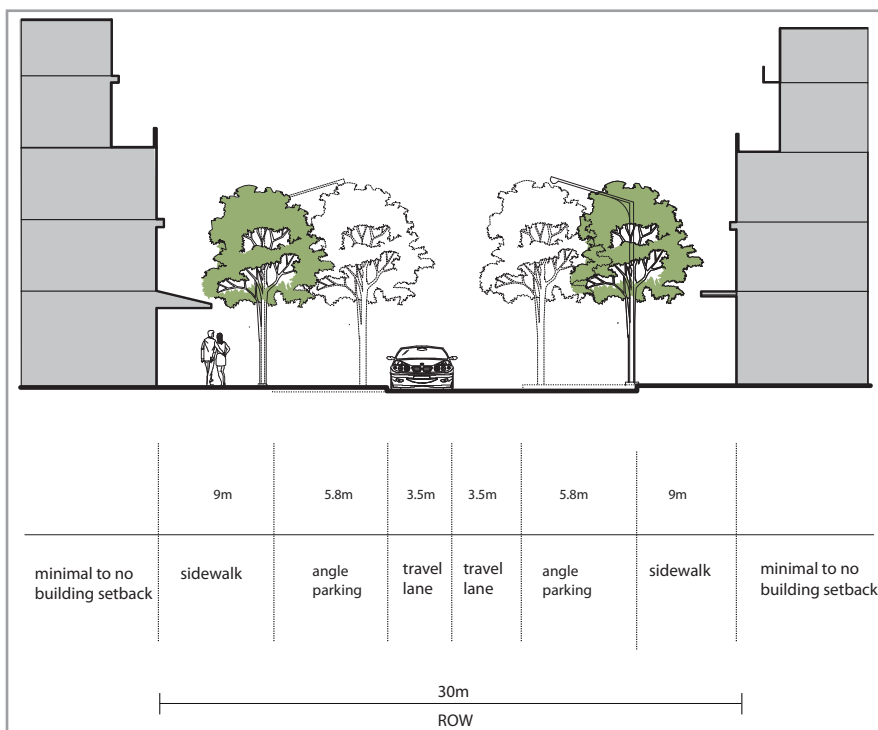 9m
5.8m
3.5m
3.5m
5.8m
9m
minimal to no
building setback
sidewalk
angle
parking
travel
lane
travel
lane
angle
parking
sidewalk
minimal to no
building setback
30m
ROW